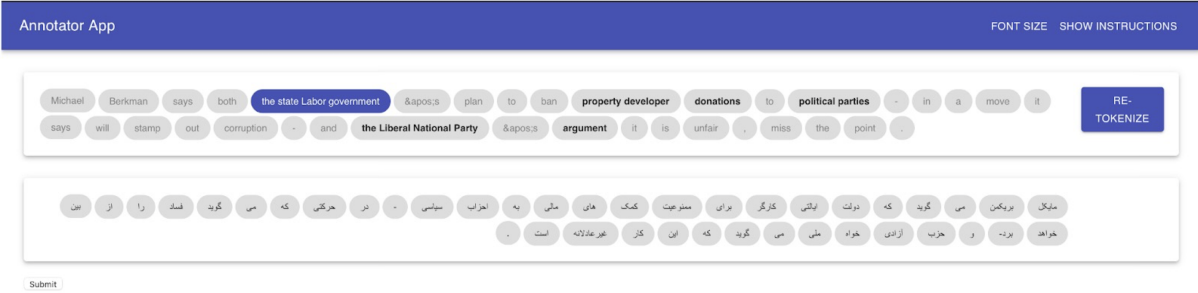 Annotator App FONT SIZE SHOW INSTRUCTIONS
Michael Berkman says both the state Labor government &apos;s plan to ban property developer donations to political parties - in a move it
RE-
TOKENIZE
says will stamp out corruption - and the Liberal National Party &apos;s argument it is unfair , miss the point .
مایکل بریکمن می گوید که دولت ایالتی کارگر برای ممنوعیت کمک های مالی به احزاب سیاسی - در حرکتی که می گوید فساد را از بین
خواهد برد- و حزب آزادی خواه ملی می گوید که این کار غیرعادلانه است .
Submit